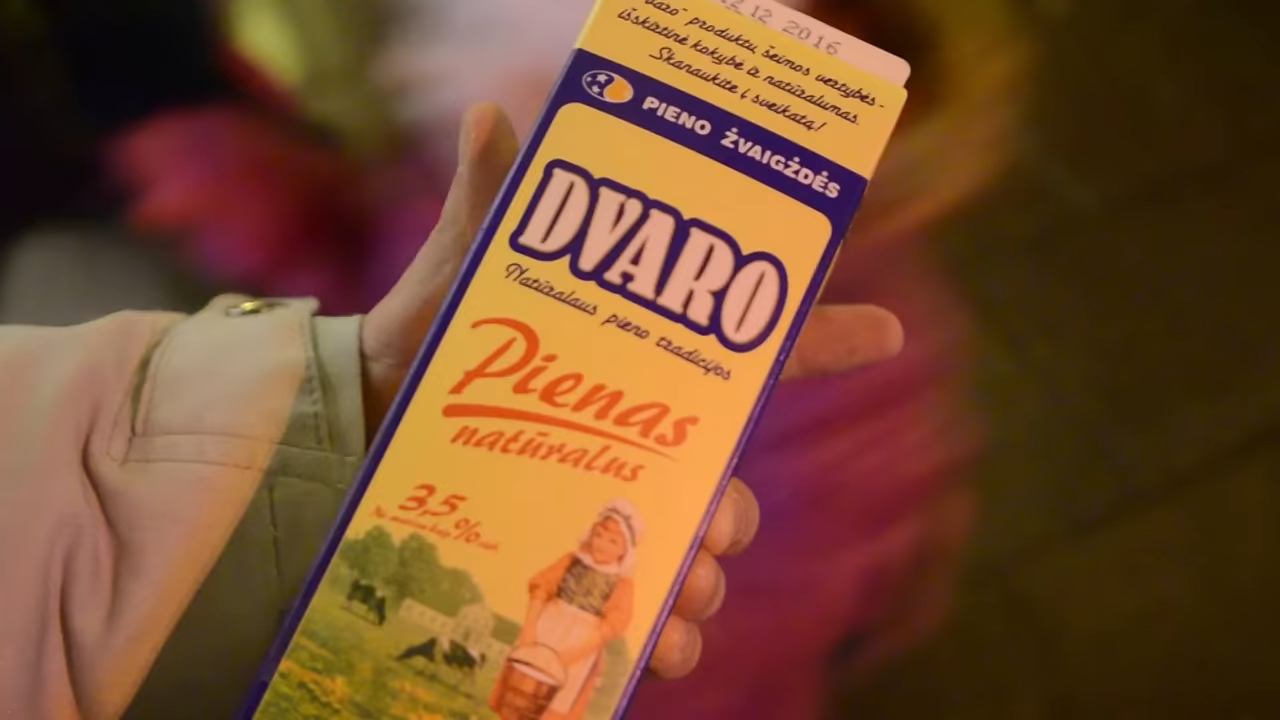 12 2016
Dvaro" produktų šeimos vertybės -
išskirtinė kokybė ir natūralumas.
Skanaukite į sveikatą!
PIENO ŽVAIGŽDĖS
DVARO
Natūralaus pieno tradicijos
Pienas
natūralus
3,5%